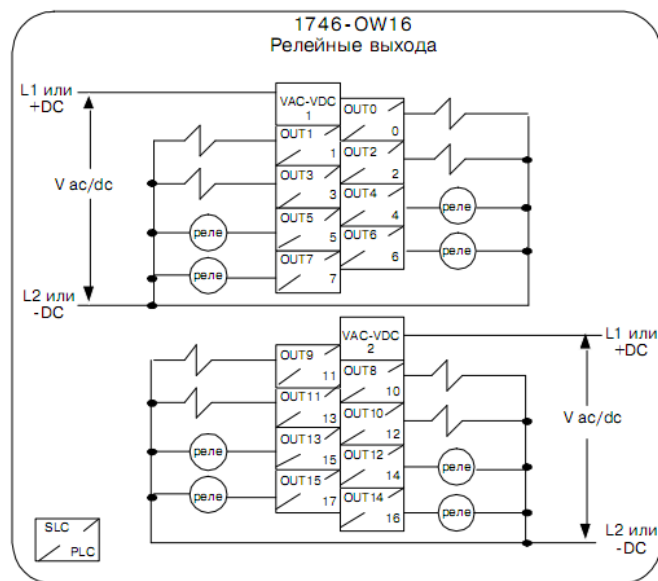 1746-OW16
Релейные выхода
L1 или
+DC
V ac/dc
L2 или
-DC
VAC-VDC
1
OUT0
0
OUT1
1
OUT2
2
OUT3
3
OUT4
4
OUT5
5
OUT6
6
OUT7
7
реле
реле
реле
реле
VAC-VDC
2
OUT8
10
OUT9
11
OUT10
12
OUT11
13
OUT12
14
OUT13
15
OUT14
16
OUT15
17
реле
реле
реле
реле
L1 или
+DC
V ac/dc
L2 или
-DC
SLC
PLC